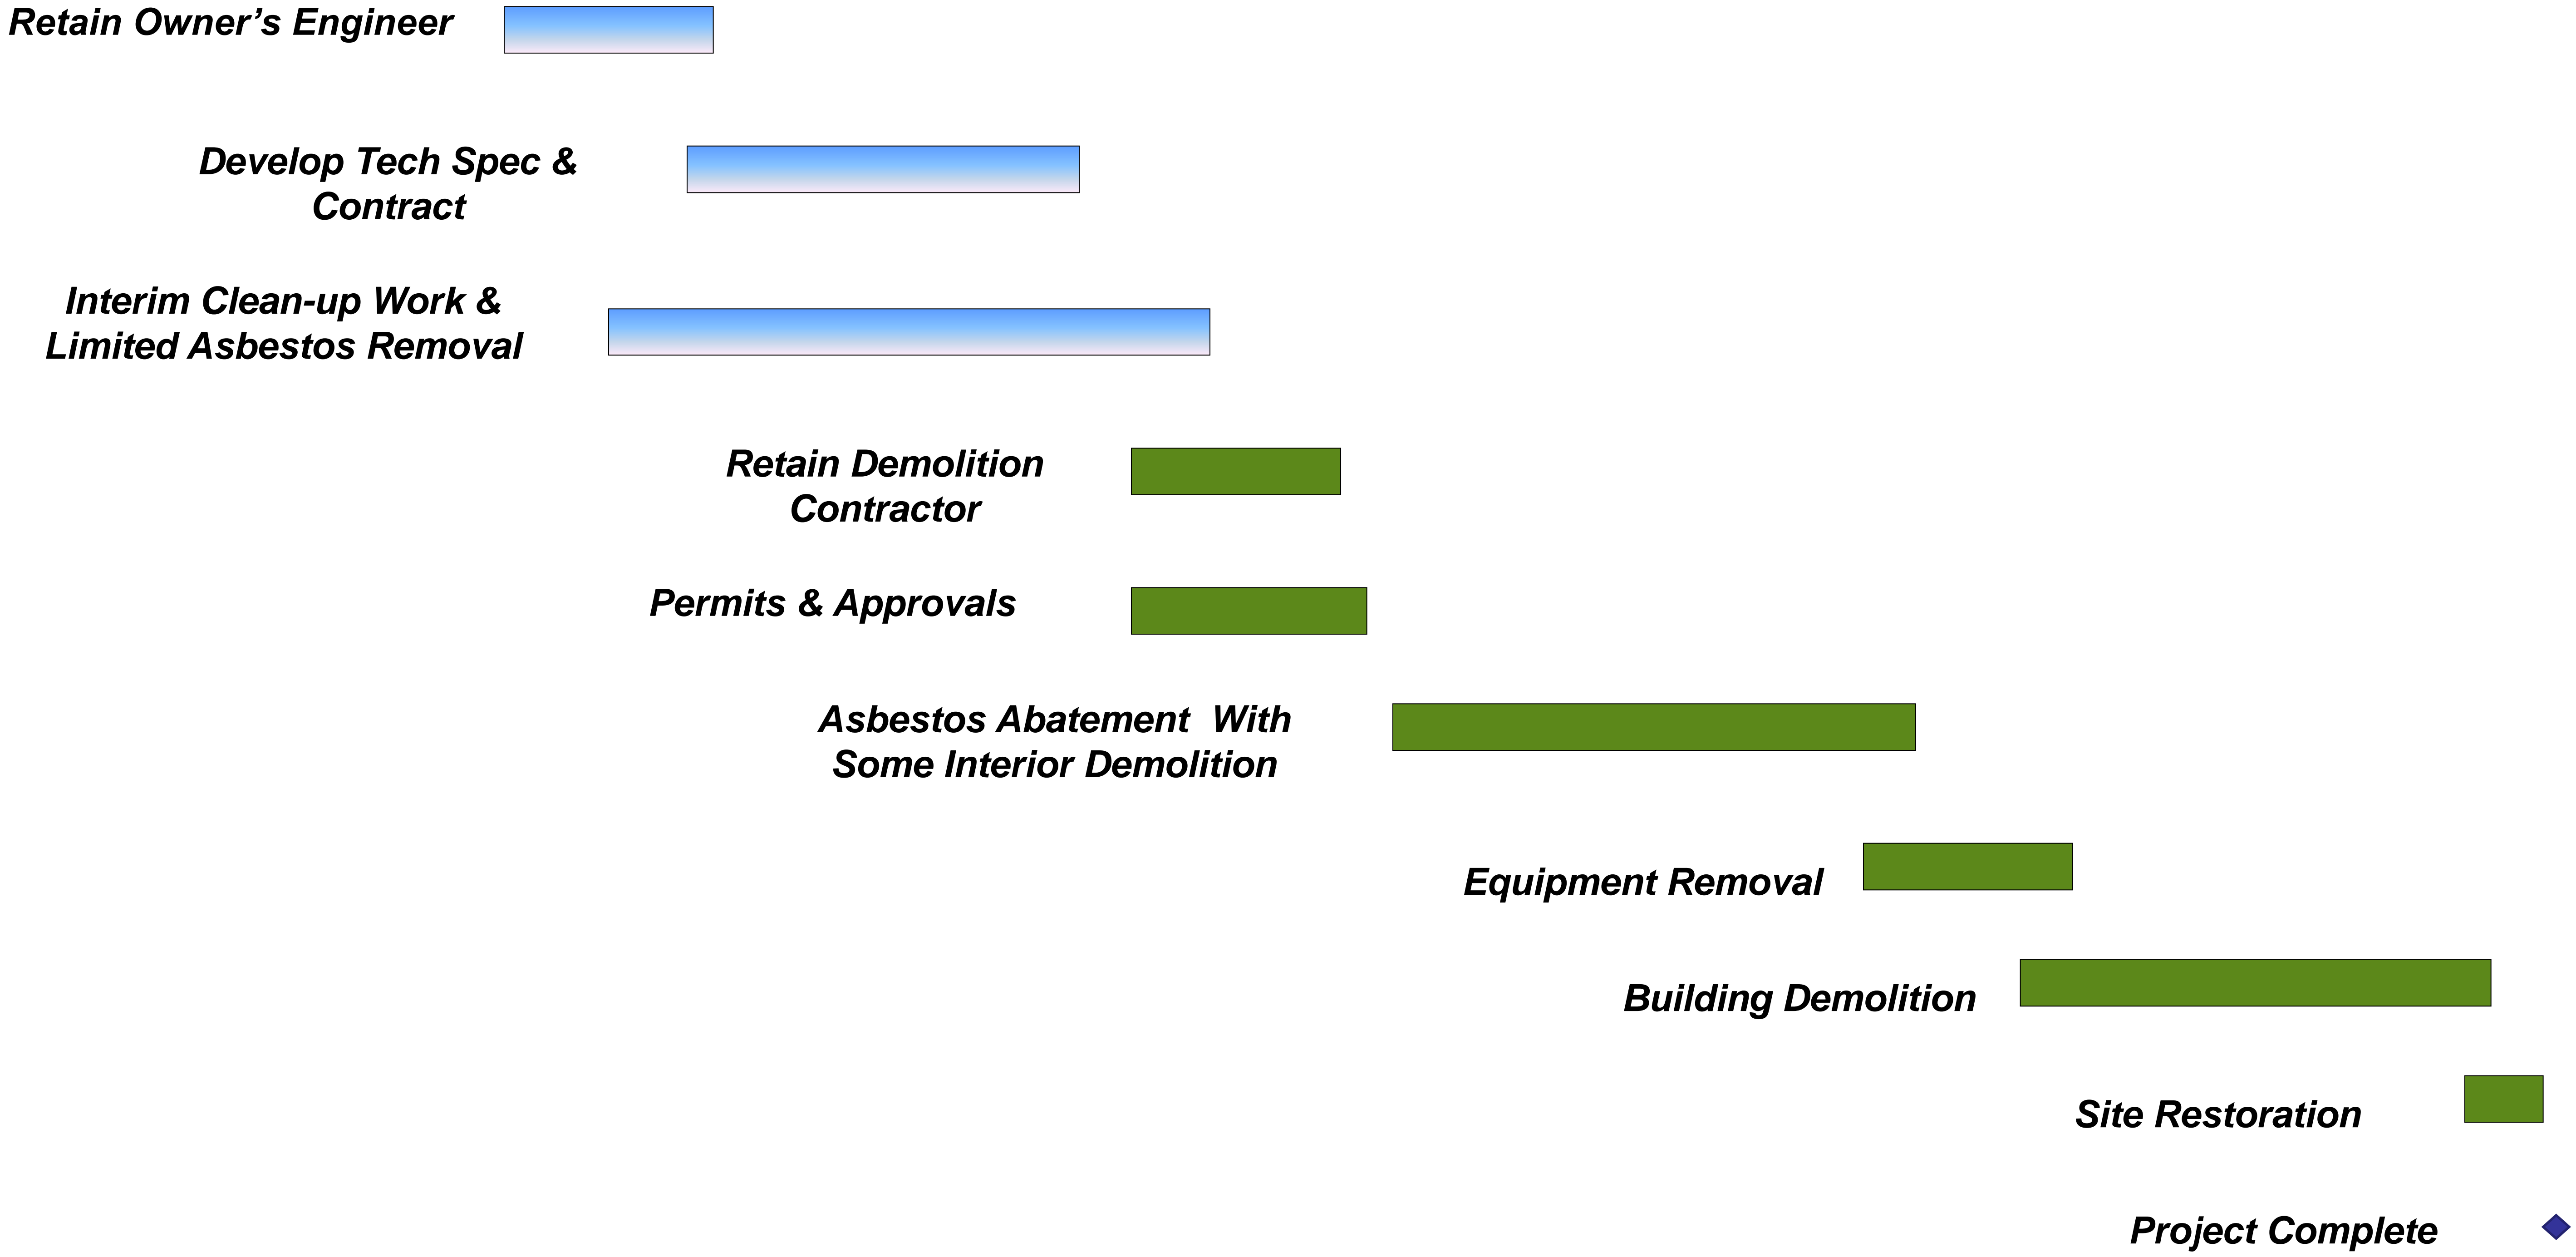 Retain Owner’s Engineer
Develop Tech Spec &
Contract
Interim Clean-up Work &
Limited Asbestos Removal
Retain Demolition
Contractor
Permits & Approvals
Asbestos Abatement  With
Some Interior Demolition
Equipment Removal
Building Demolition
Site Restoration
Project Complete